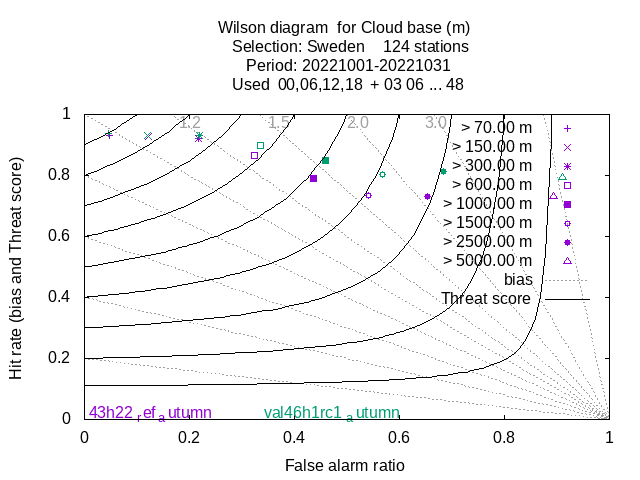 Wilson diagram  for Cloud base (m)
Selection: Sweden    124 stations
Period: 20221001-20221031
Used  00,06,12,18  + 03 06 ... 48
Hit rate (bias and Threat score)
1
0.8
0.6
0.4
0.2
0
1.2
1.5
2.0
3.0
> 70.00 m
> 150.00 m
> 300.00 m
> 600.00 m
> 1000.00 m
> 1500.00 m
> 2500.00 m
> 5000.00 m
bias
Threat score
43h22_ref_autumn
val46h1rc1_autumn
0 0.2 0.4 0.6 0.8 1
False alarm ratio